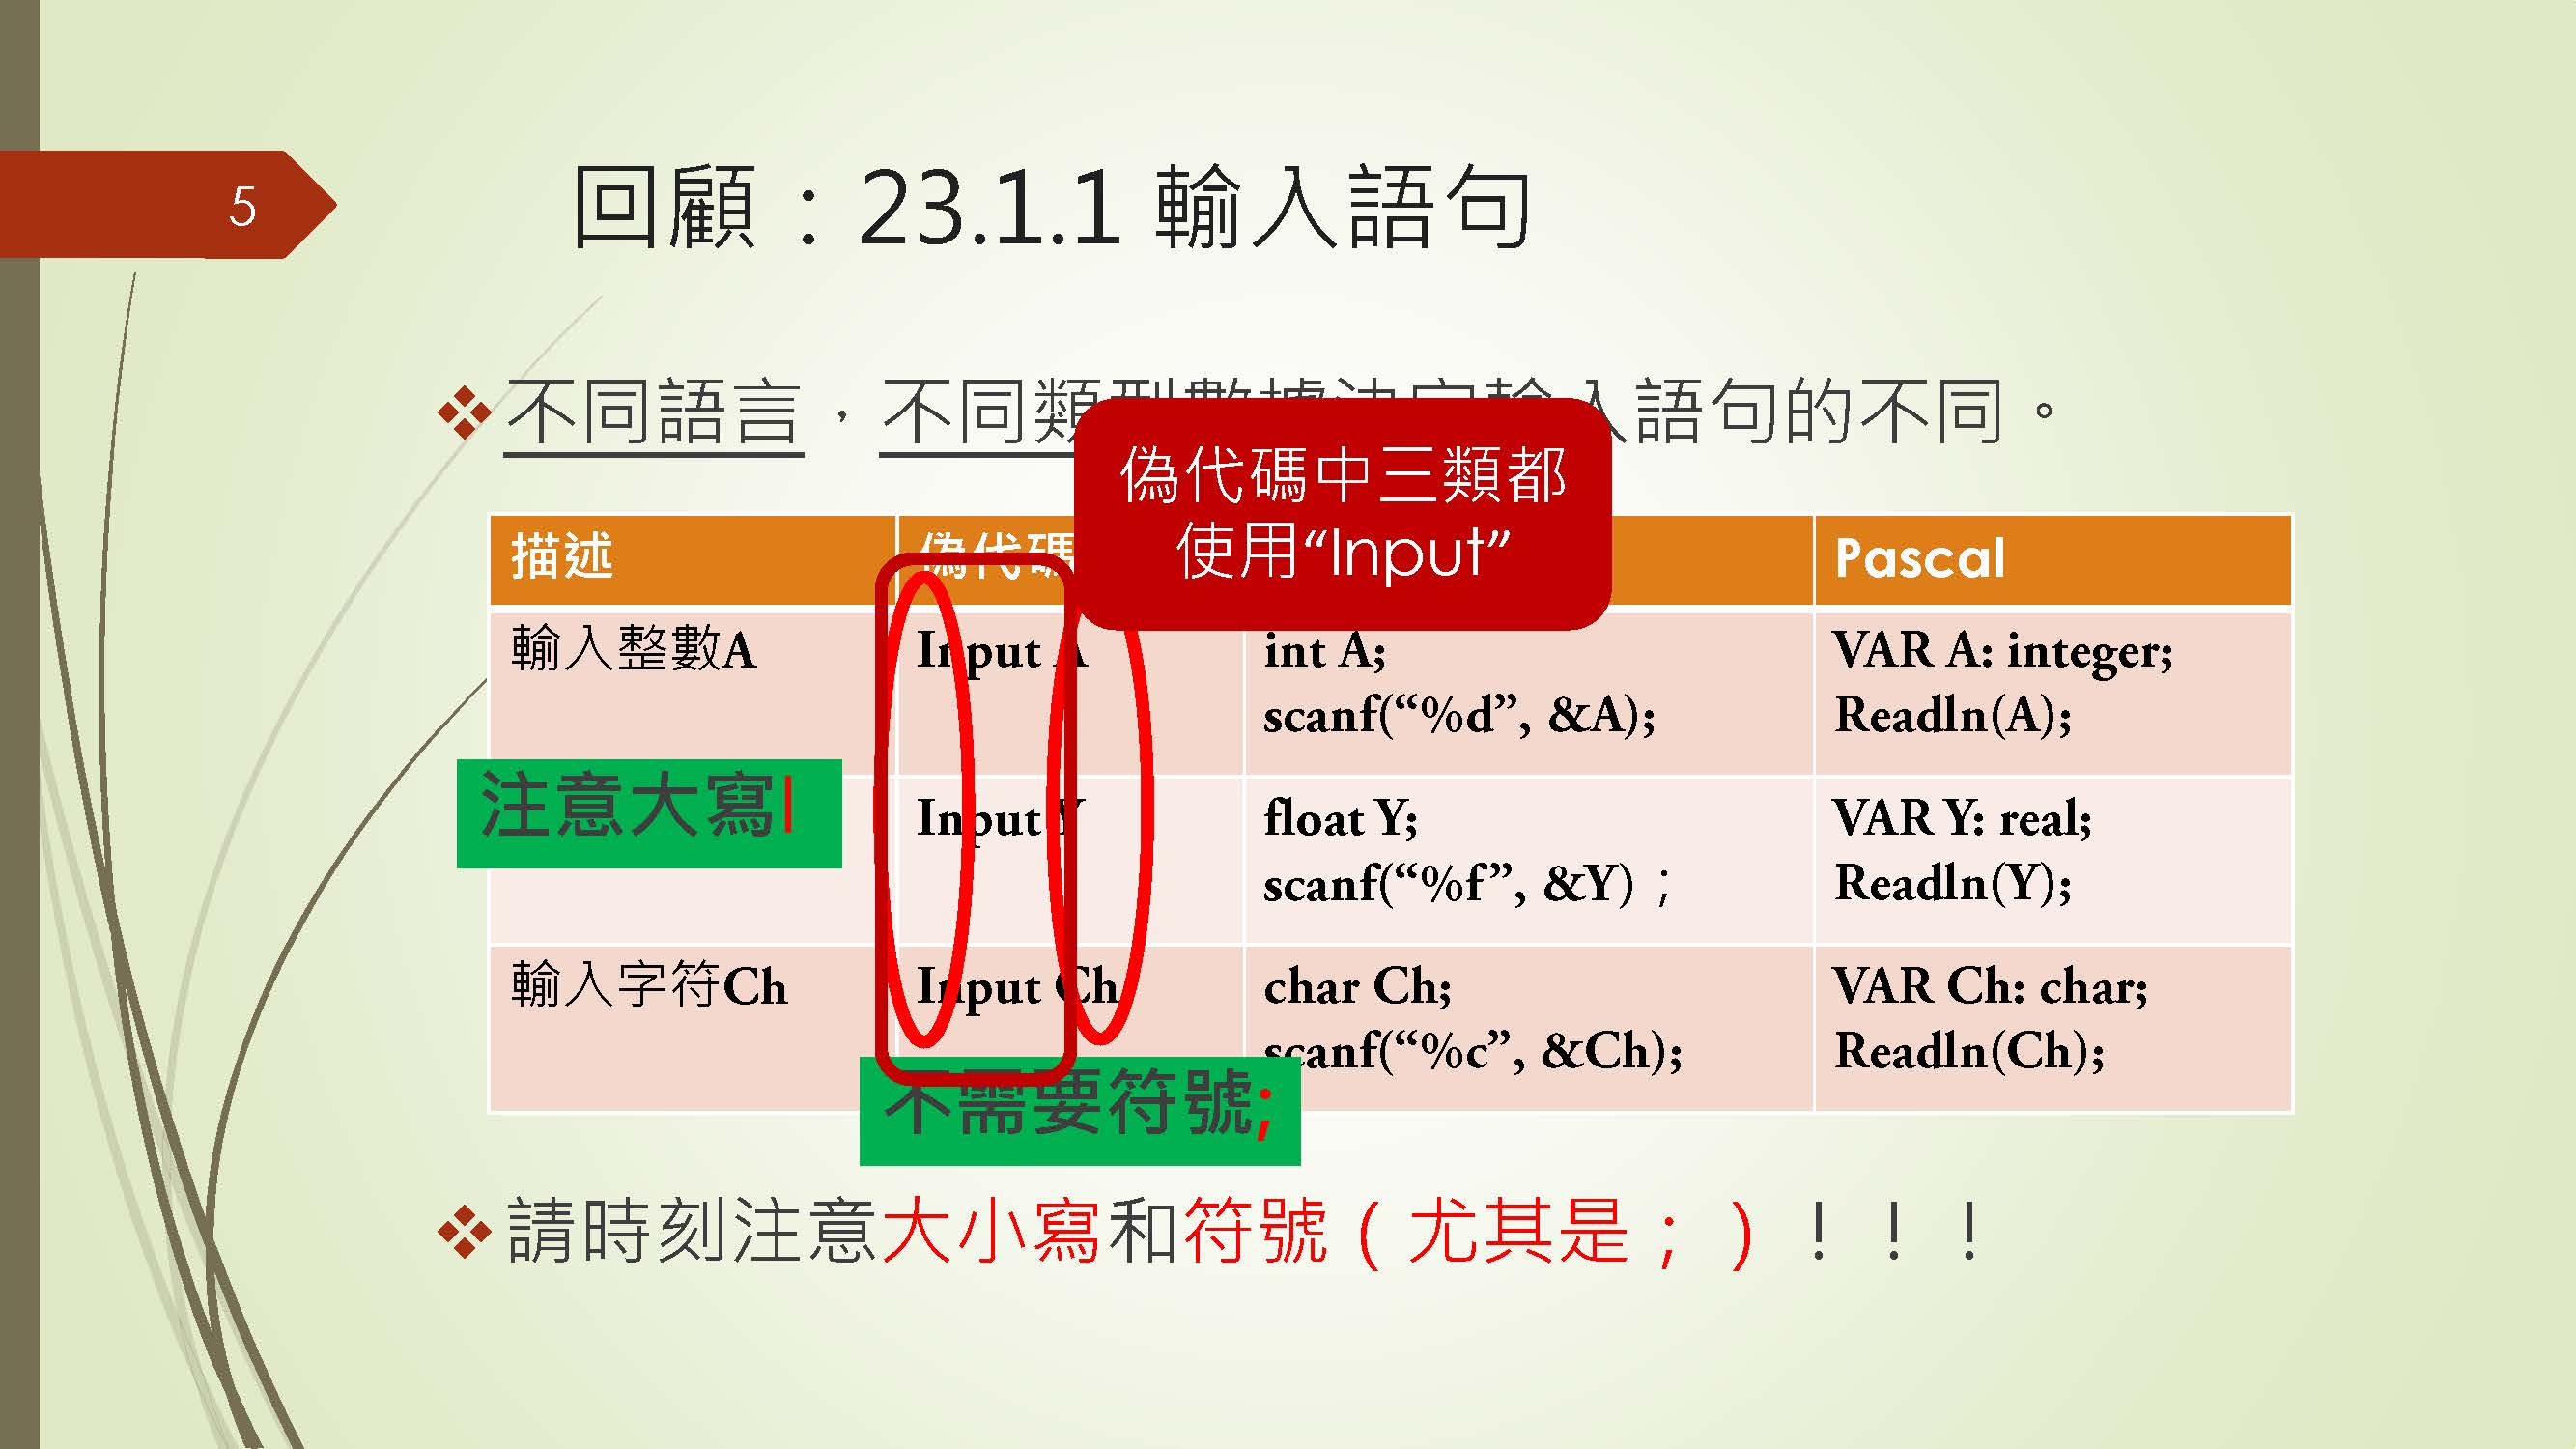 5
回顧：23.1.1 輸入語句
不同語言，不同類型數據決定輸入語句的不同。
偽代碼中三類都
使用“Input”
描述 偽代碼 Pascal
輸入整數A Input A int A; VAR A: integer;
scanf(“%d”, &A); Readln(A);
注意大寫I
Input Y float Y; VAR Y: real;
scanf(“%f”, &Y)； Readln(Y);
輸入字符Ch Input Ch char Ch; VAR Ch: char;
scanf(“%c”, &Ch); Readln(Ch);
不需要符號;
請時刻注意大小寫和符號（尤其是；）！！！